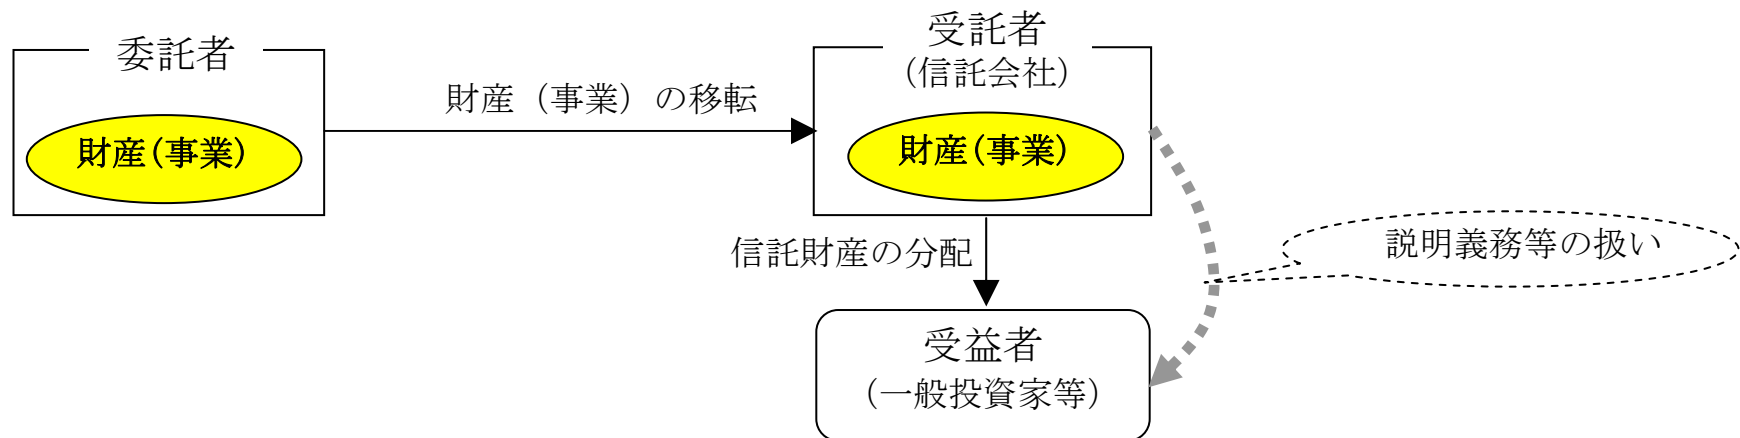 委託者
財産(事業)
財産（事業）の移転
受託者
（信託会社）
財産(事業)
信託財産の分配
説明義務等の扱い
受益者
（一般投資家等）